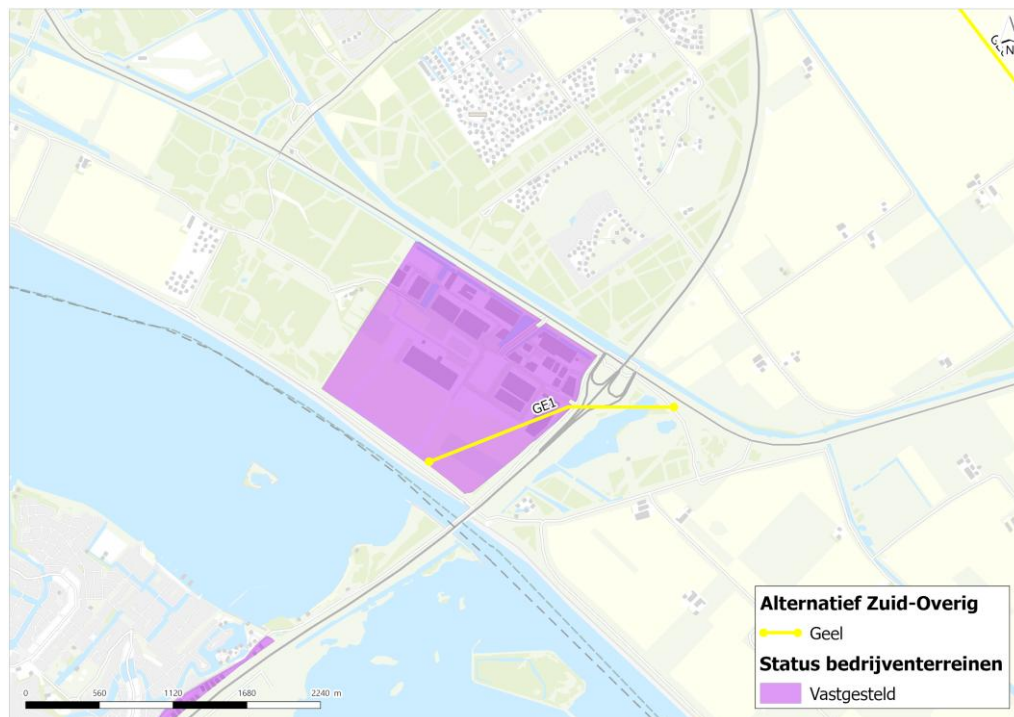 N
GE1
Alternatief Zuid-Overig
Geel
Status bedrijventerreinen
Vastgesteld
0 560 1120 1680 2240 m